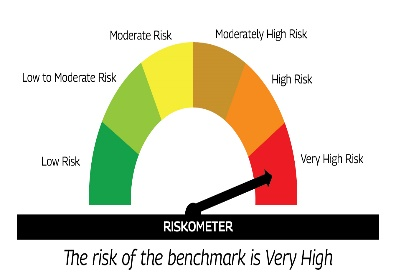 Moderate Risk
Moderately High Risk
Low to Moderate Risk
High Risk
Low Risk
Very High Risk
RISKOMETER
The risk of the benchmark is Very High